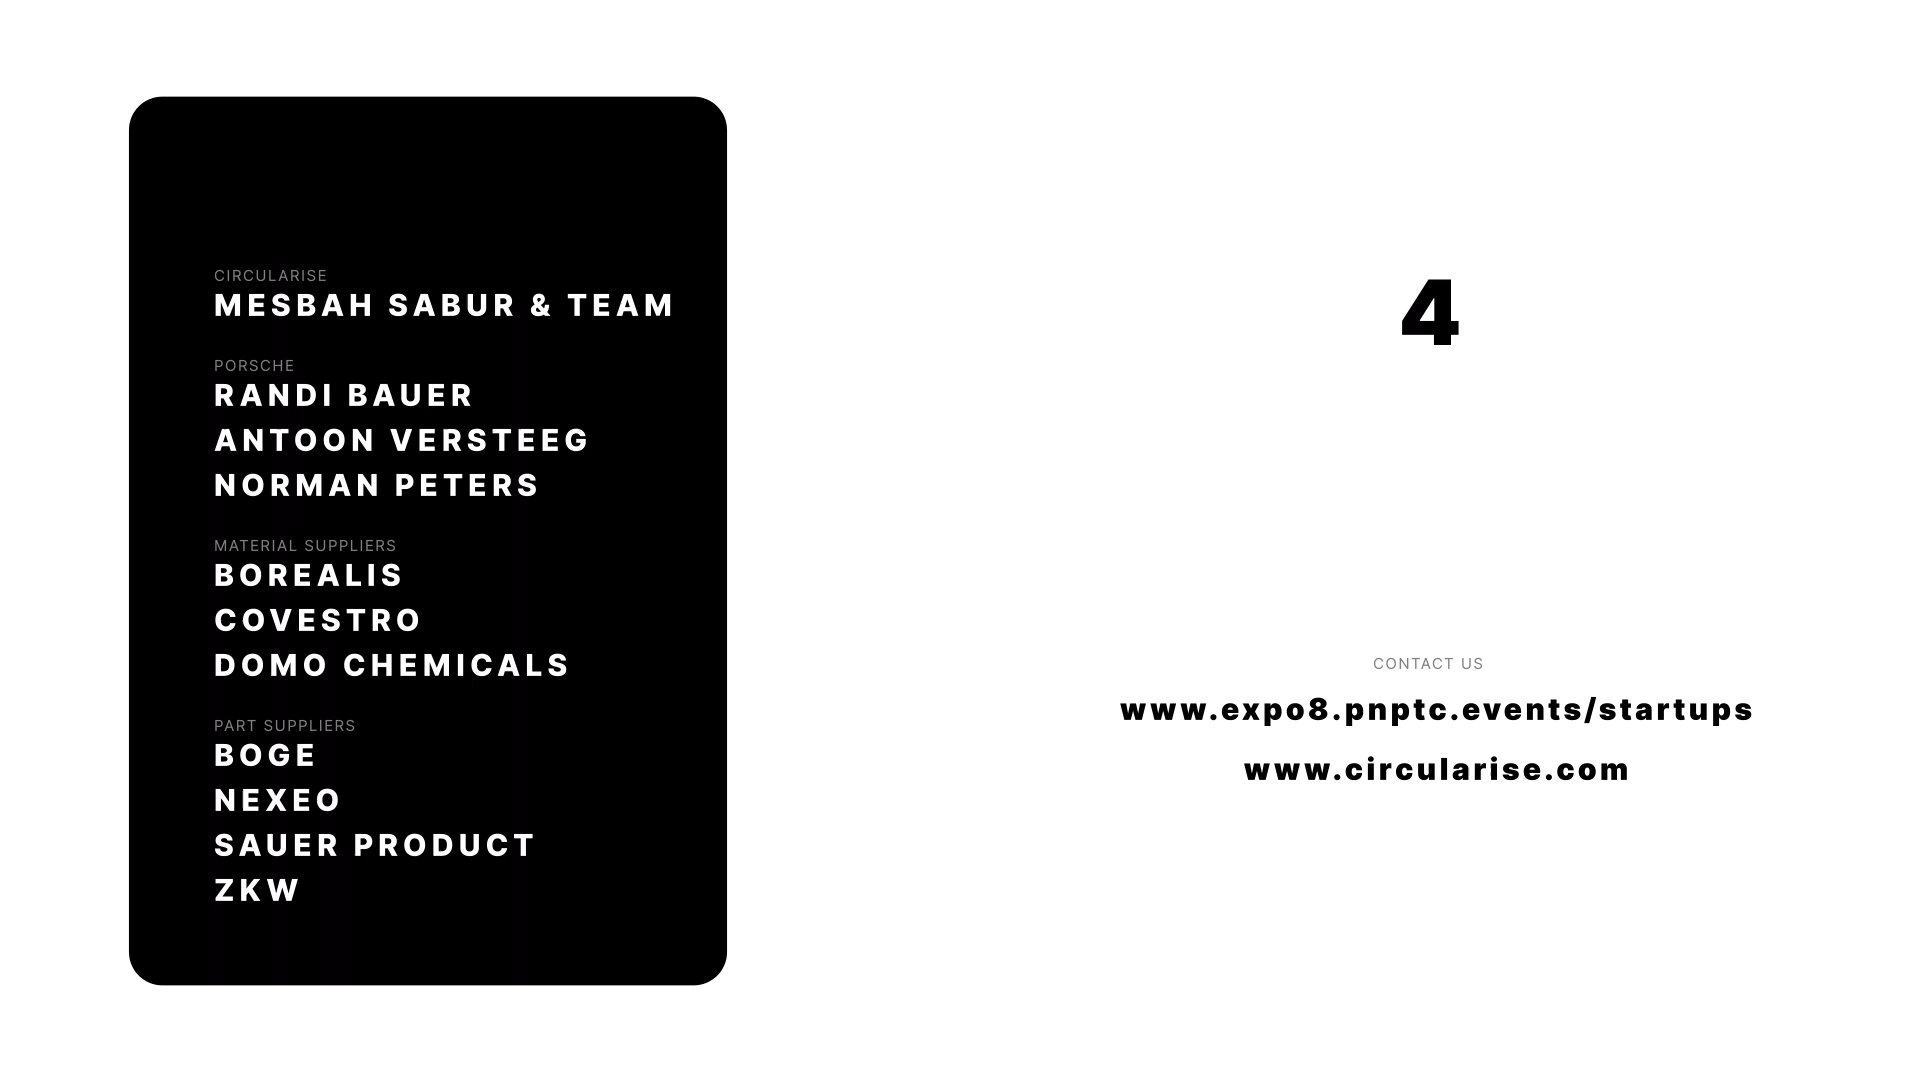 CIRCULARISE
MESBAH SABUR & TEAM
PORSCHE
RANDI BAUER
ANTOON VERSTEEG
NORMAN PETERS
MATERIAL SUPPLIERS
BOREALIS
COVESTRO
DOMO CHEMICALS
PART SUPPLIERS
BOGE
NEXEO
SAUER PRODUCT
ZKW
4
CONTACT US
www.expo8.pnptc.events/startups
www.circularise.com